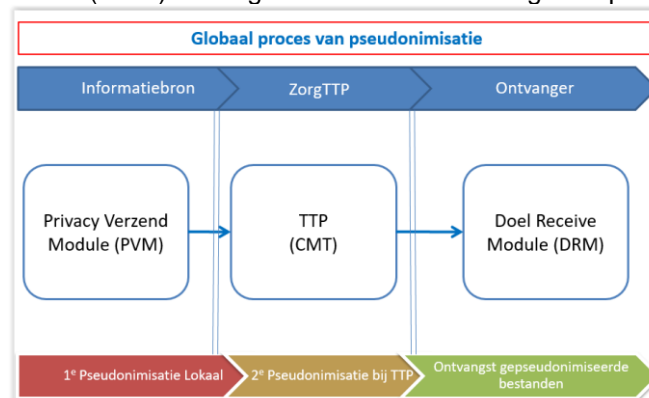 Globaal proces van pseudonimisatie
Informatiebron
ZorgTTP
Ontvanger
Privacy Verzend
Module (PVM)
TTP
(CMT)
Doel Receive
Module (DRM)
1e Pseudonimisatie Lokaal
2e Pseudonimisatie bij TTP
Ontvangst gepseudonimiseerde
bestanden